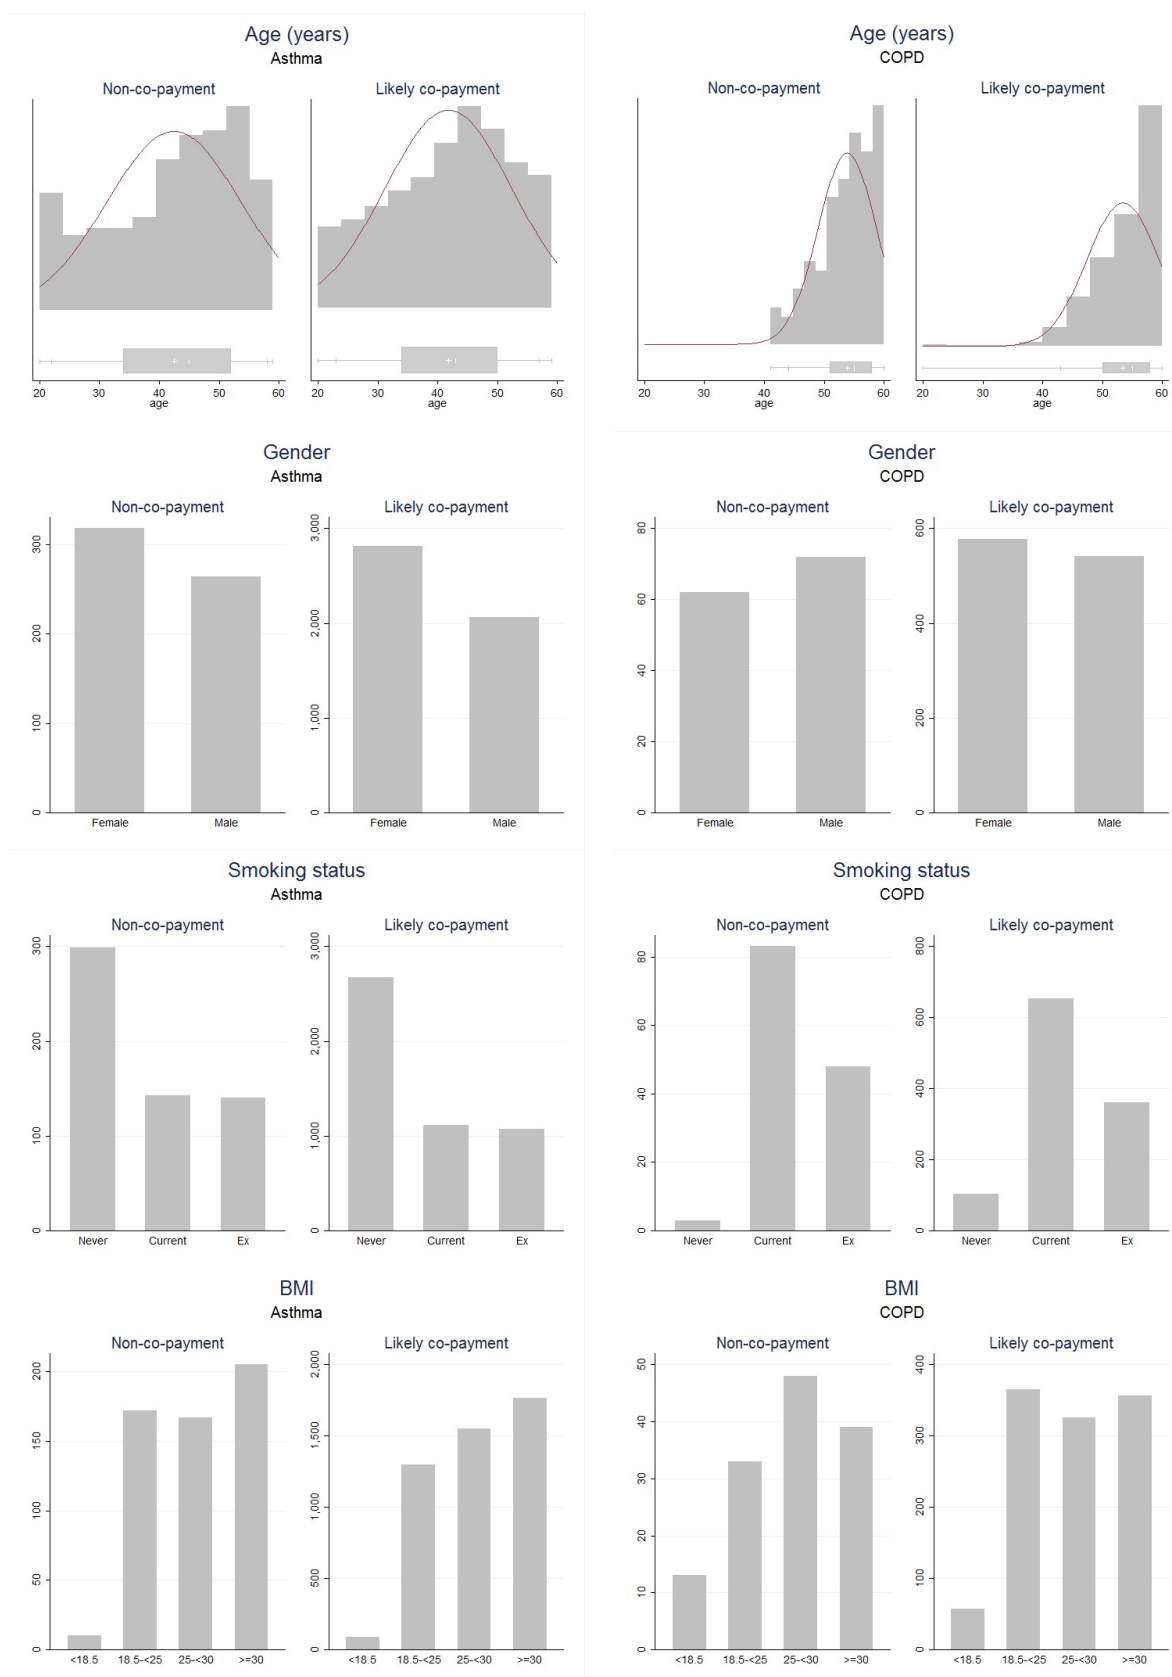 Age (years)
Asthma
Non-co-payment
Likely co-payment
20 30 40 50 60
age
20 30 40 50 60
age
Age (years)
COPD
Non-co-payment
Likely co-payment
20 30 40 50 60
age
20 30 40 50 60
age
Gender
Asthma
Non-co-payment
Likely co-payment
0 100 200 300
Female Male
0 1,000 2,000 3,000
Female Male
Gender
COPD
Non-co-payment
Likely co-payment
0 20 40 60 80
Female Male
0 200 400 600
Female Male
Smoking status
Asthma
Non-co-payment
Likely co-payment
0 100 200 300
Never Current Ex
0 1,000 2,000 3,000
Never Current Ex
Smoking status
COPD
Non-co-payment
Likely co-payment
0 20 40 60 80
Never Current Ex
0 200 400 600 800
Never Current Ex
BMI
Asthma
Non-co-payment
Likely co-payment
0 50 100 150 200
<18.5 18.5-<25 25-<30 >=30
0 500 1,000 1,500 2,000
<18.5 18.5-<25 25-<30 >=30
BMI
COPD
Non-co-payment
Likely co-payment
0 10 20 30 40 50
<18.5 18.5-<25 25-<30 >=30
0 100 200 300 400
<18.5 18.5-<25 25-<30 >=30